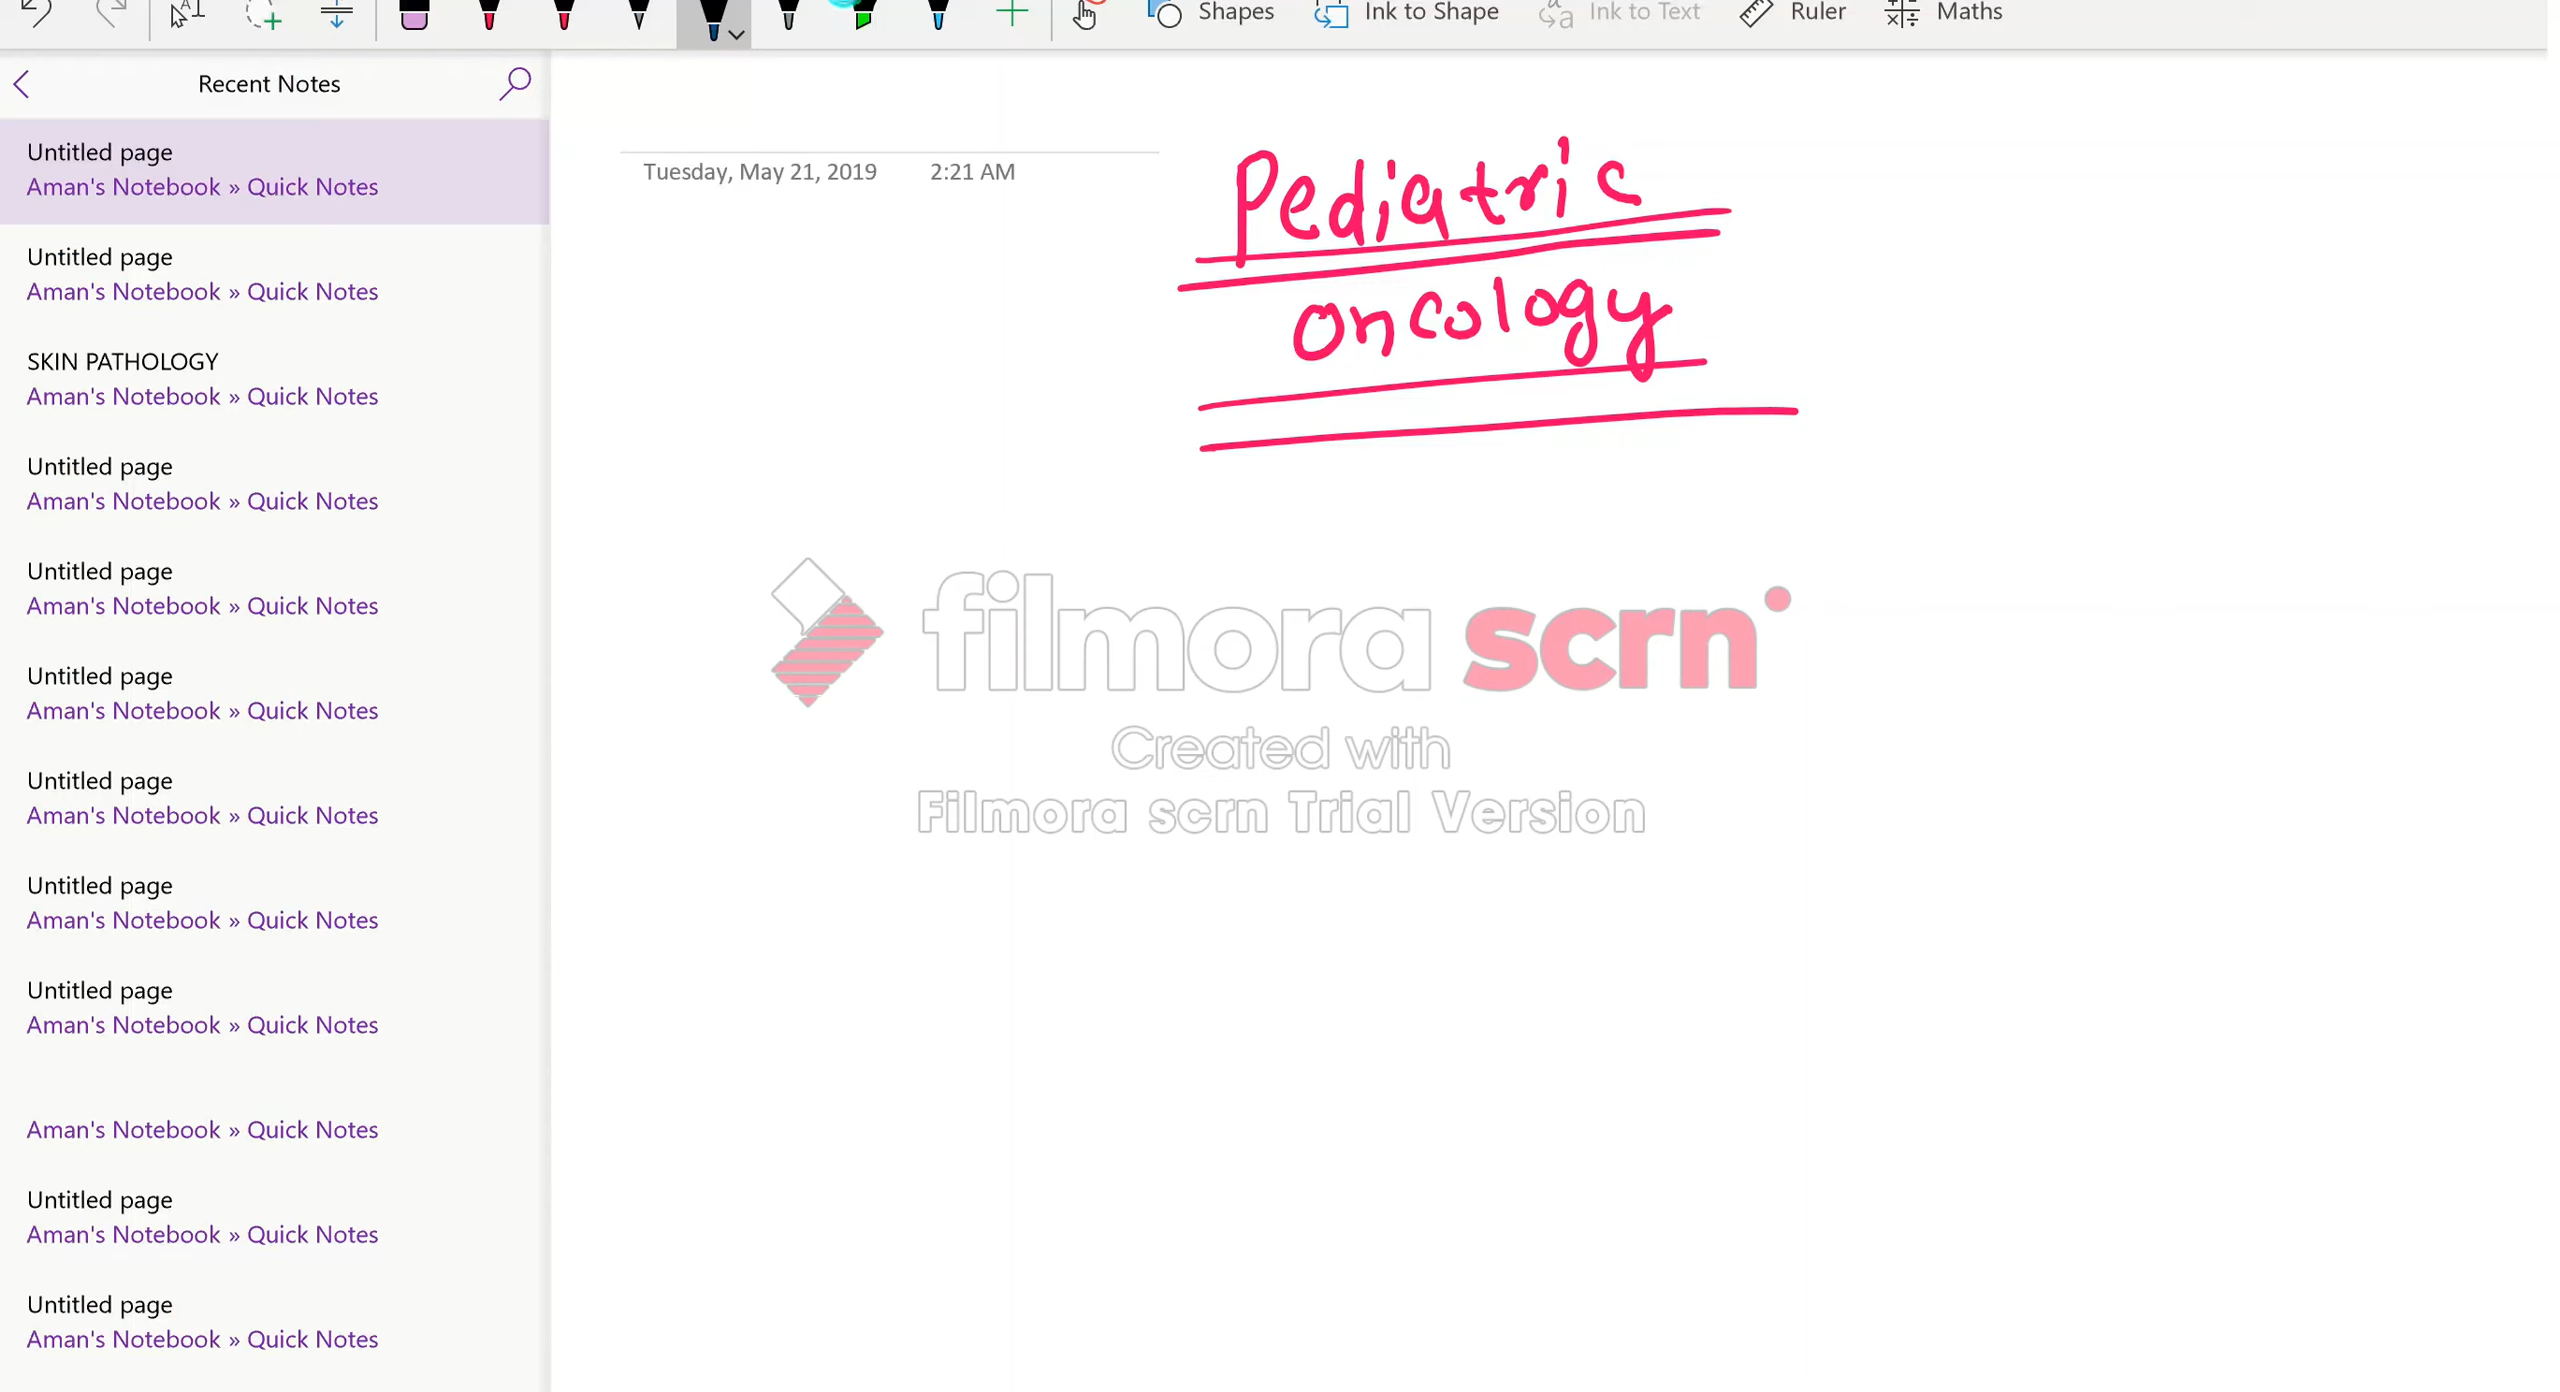 Shapes
Ink to Shape
Ink to Text
Ruler
Maths
Recent Notes
Untitled page
Aman's Notebook » Quick Notes
Untitled page
Aman's Notebook » Quick Notes
SKIN PATHOLOGY
Aman's Notebook » Quick Notes
Untitled page
Aman's Notebook » Quick Notes
Untitled page
Aman's Notebook » Quick Notes
Untitled page
Aman's Notebook » Quick Notes
Untitled page
Aman's Notebook » Quick Notes
Untitled page
Aman's Notebook » Quick Notes
Untitled page
Aman's Notebook » Quick Notes
Aman's Notebook » Quick Notes
Untitled page
Aman's Notebook » Quick Notes
Untitled page
Aman's Notebook » Quick Notes
Tuesday, May 21, 2019 2:21 AM
Pediatric
oncology
filmora scrn
Created with
Filmora scrn Trial Version